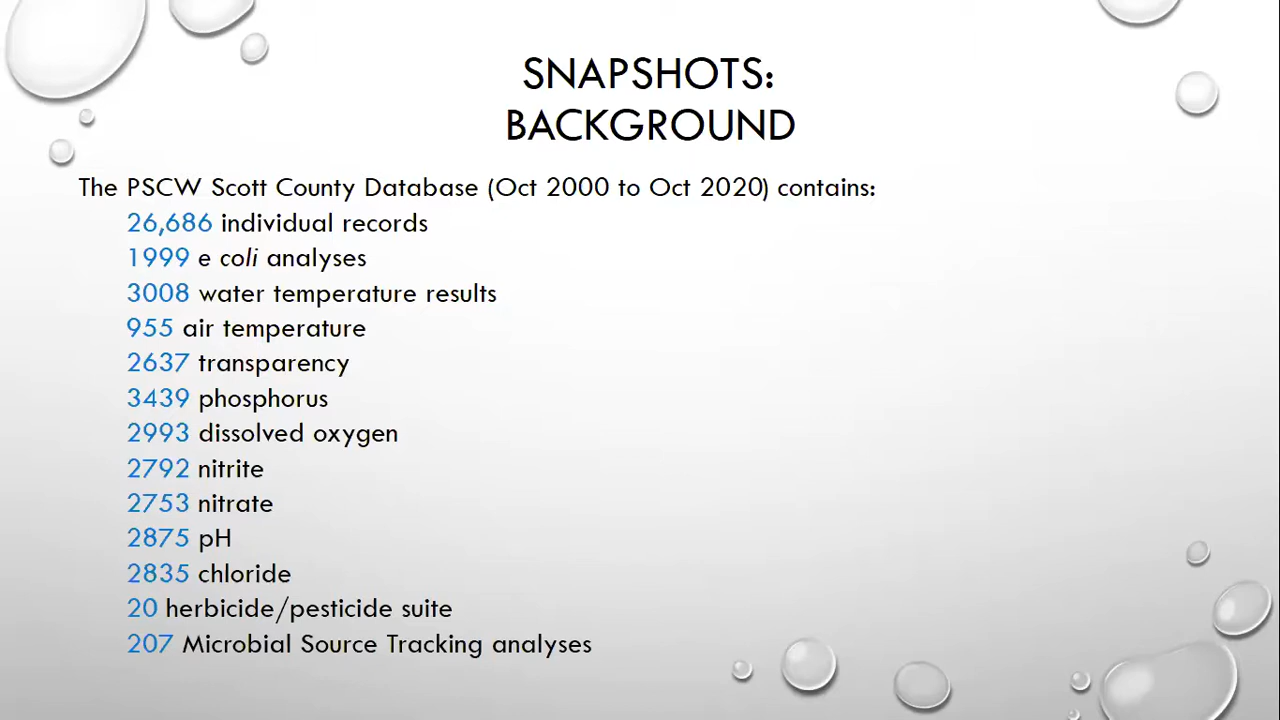 SNAPSHOTS:
BACKGROUND
The PSCW Scott County Database (Oct 2000 to Oct 2020) contains:
26,686 individual records
1999 e coli analyses
3008 water temperature results
955 air temperature
2637 transparency
3439 phosphorus
2993 dissolved oxygen
2792 nitrite
2753 nitrate
2875 pH
2835 chloride
20 herbicide/pesticide suite
207 Microbial Source Tracking analyses